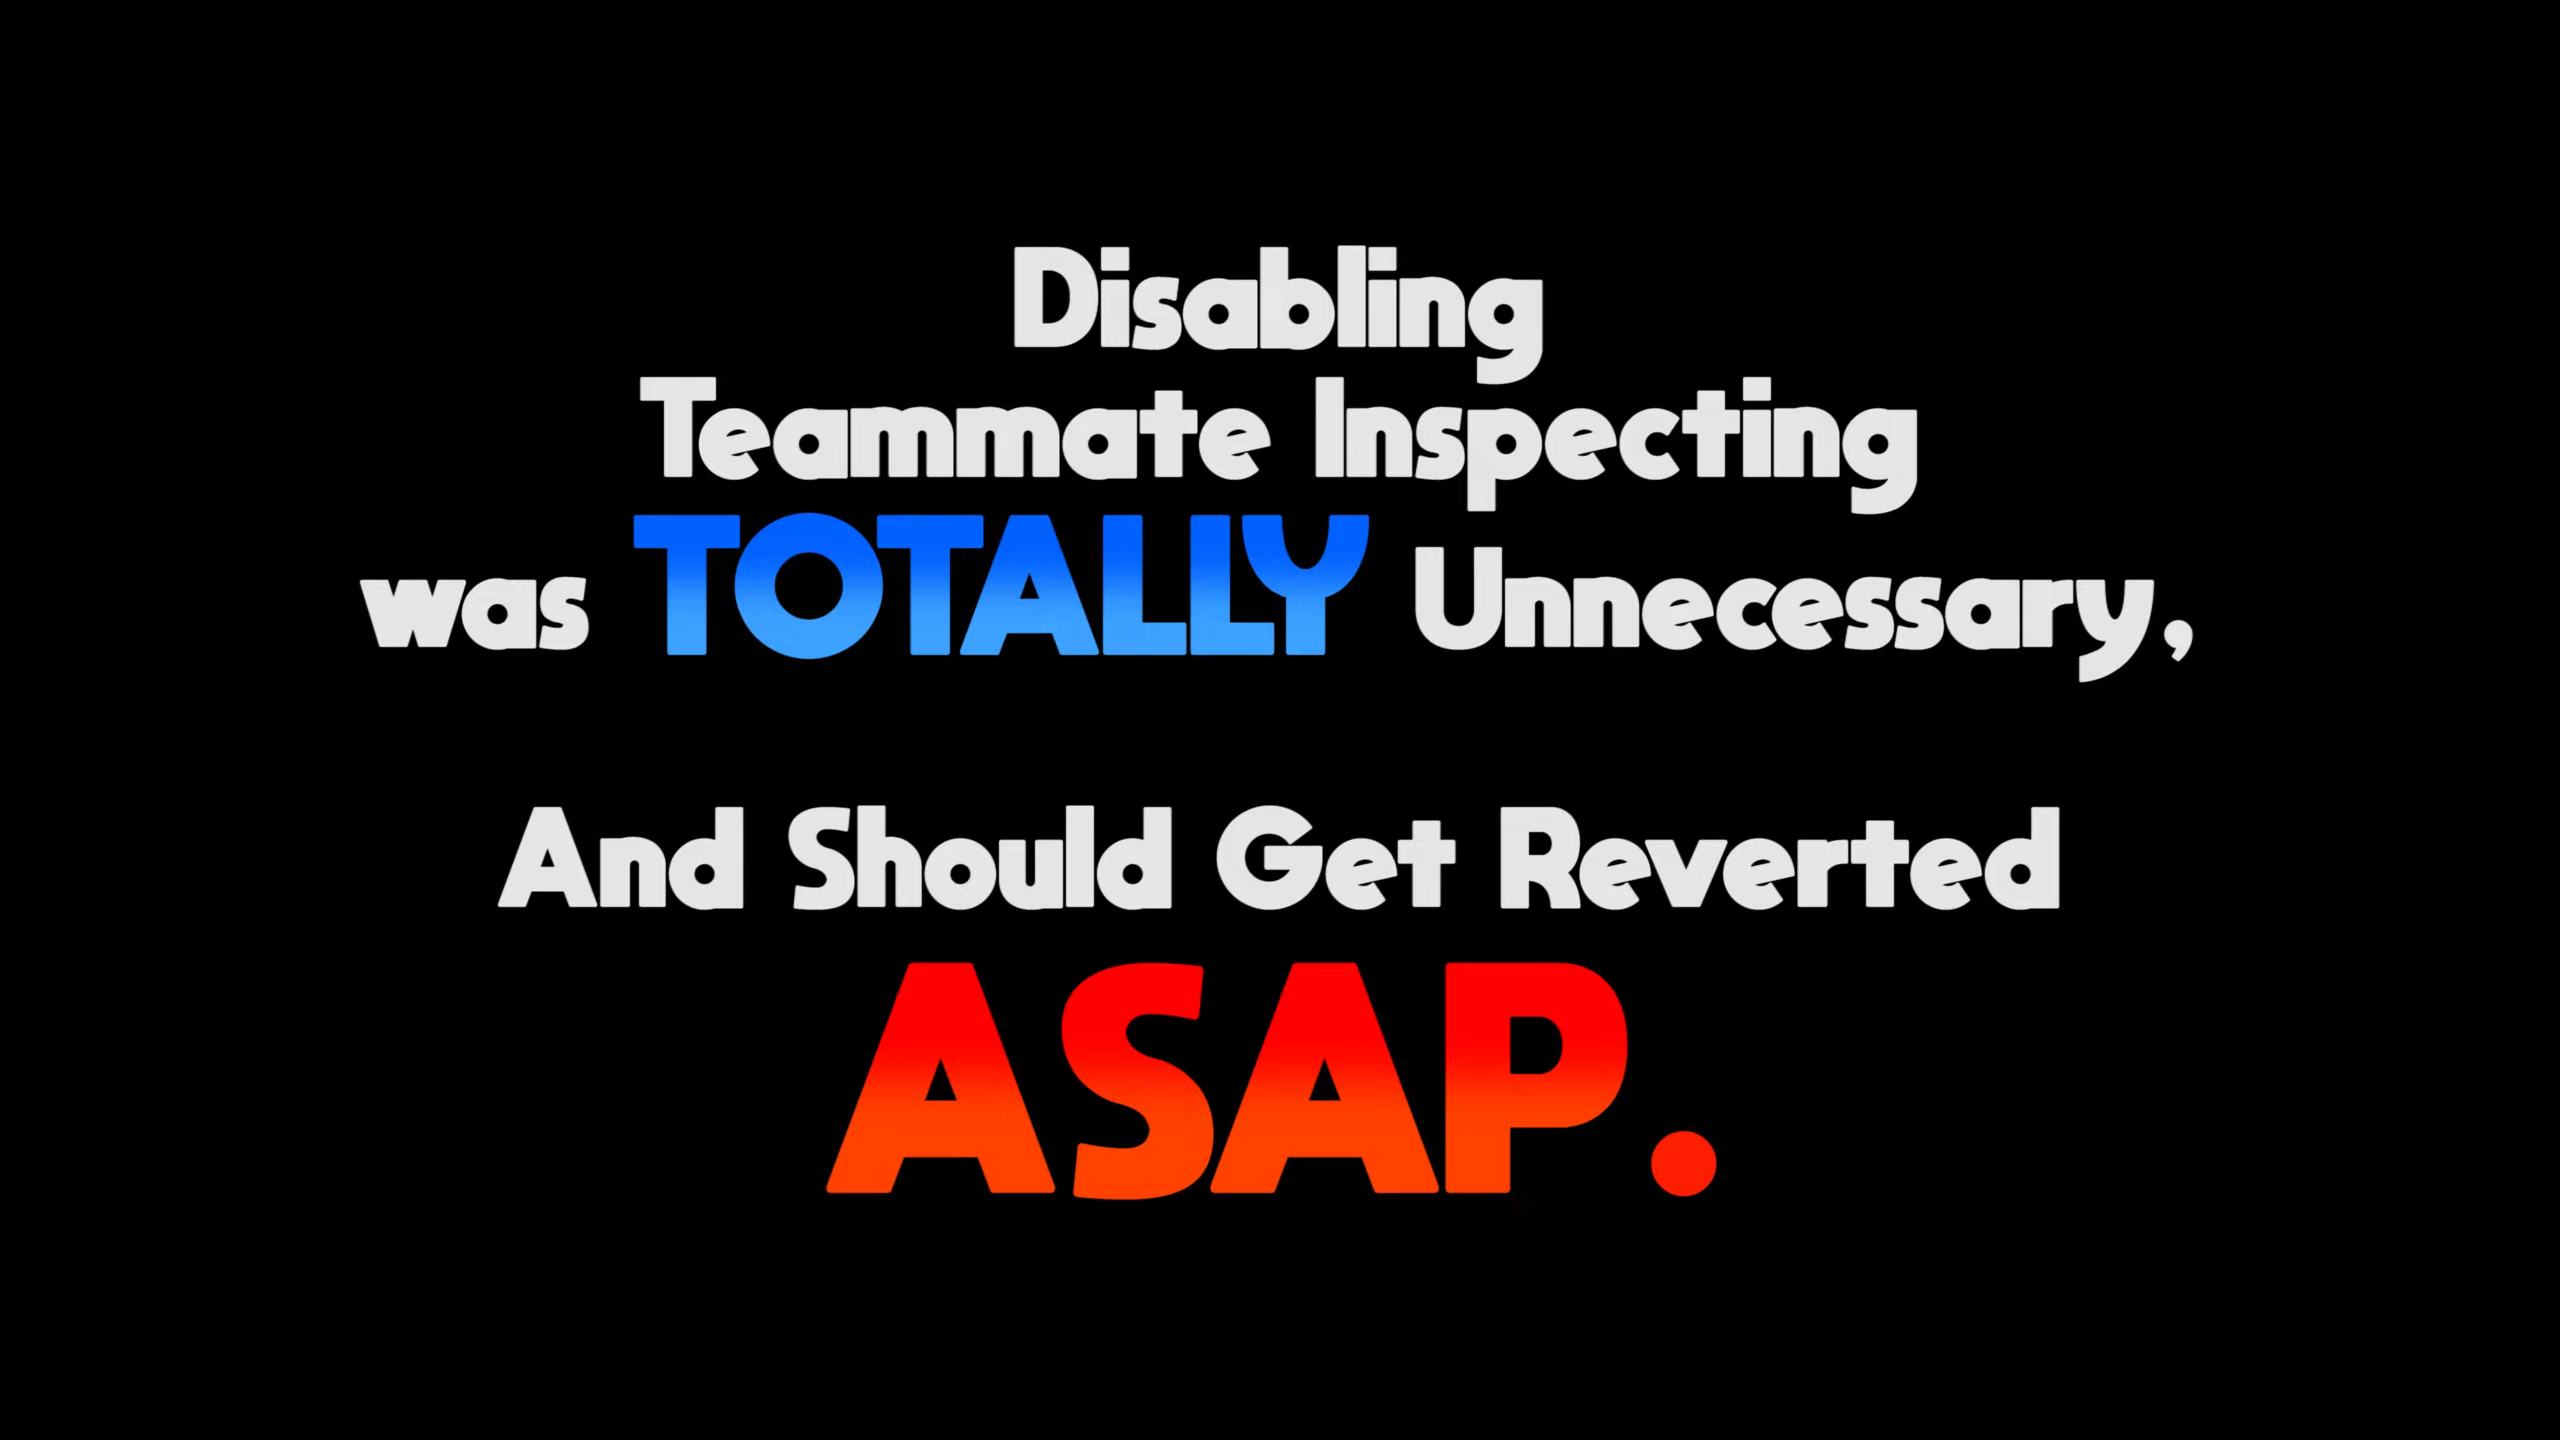 Disabling
Teammate Inspecting
was TOTALLY Unnecessary,
And Should Get Reverted
ASAP.